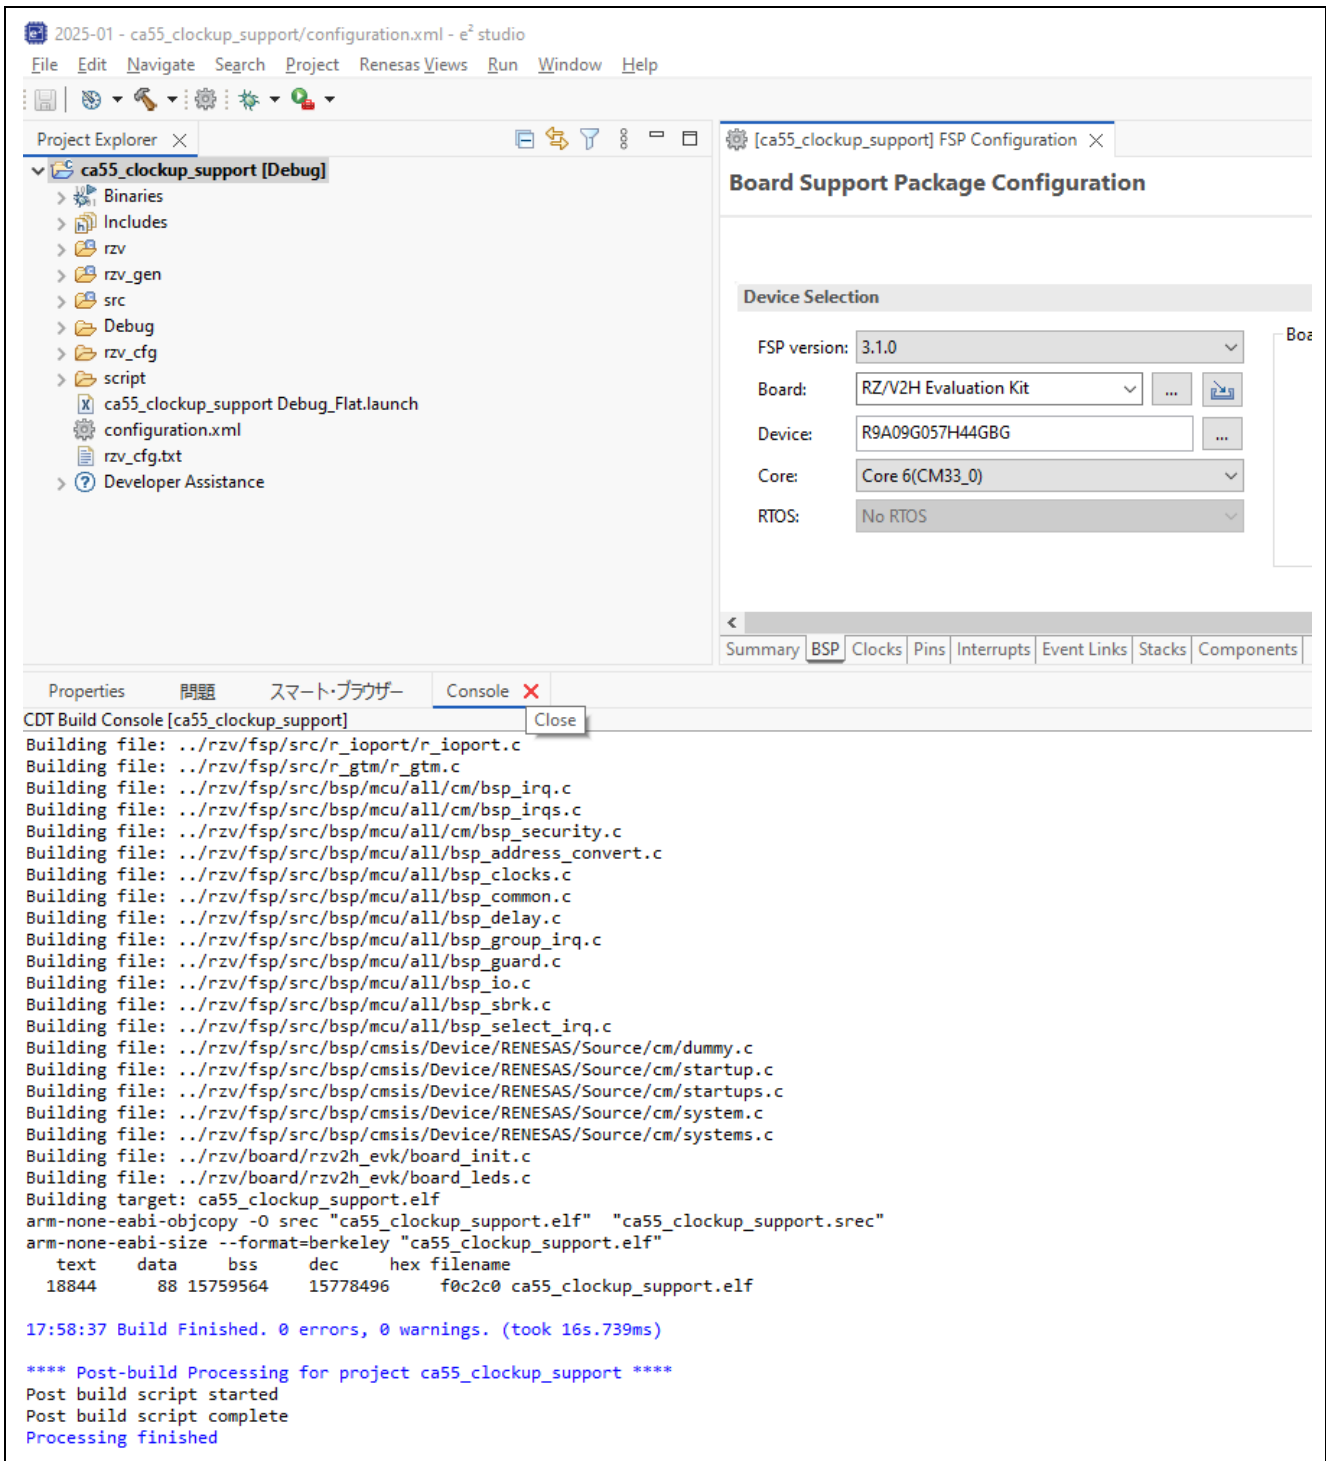 2025-01 - ca55_clockup_support/configuration.xml - e² studio
File Edit Navigate Search Project Renesas Views Run Window Help
Project Explorer
ca55_clockup_support [Debug]
Binaries
Includes
rzv
rzv_gen
src
Debug
rzv_cfg
script
ca55_clockup_support Debug_Flat.launch
configuration.xml
rzv_cfg.txt
Developer Assistance
[ca55_clockup_support] FSP Configuration
Board Support Package Configuration
Device Selection
FSP version: 3.1.0
Board: RZ/V2H Evaluation Kit ...
Device: R9A09G057H44GBG ...
Core: Core 6(CM33_0)
RTOS: No RTOS
Boa
Summary BSP Clocks Pins Interrupts Event Links Stacks Components
Properties 問題 スマート・ブラウザー Console
CDT Build Console [ca55_clockup_support]
Close
Building file: ../rzv/fsp/src/r_ioport/r_ioport.c
Building file: ../rzv/fsp/src/r_gtm/r_gtm.c
Building file: ../rzv/fsp/src/bsp/mcu/all/cm/bsp_irq.c
Building file: ../rzv/fsp/src/bsp/mcu/all/cm/bsp_irqs.c
Building file: ../rzv/fsp/src/bsp/mcu/all/cm/bsp_security.c
Building file: ../rzv/fsp/src/bsp/mcu/all/bsp_address_convert.c
Building file: ../rzv/fsp/src/bsp/mcu/all/bsp_clocks.c
Building file: ../rzv/fsp/src/bsp/mcu/all/bsp_common.c
Building file: ../rzv/fsp/src/bsp/mcu/all/bsp_delay.c
Building file: ../rzv/fsp/src/bsp/mcu/all/bsp_group_irq.c
Building file: ../rzv/fsp/src/bsp/mcu/all/bsp_guard.c
Building file: ../rzv/fsp/src/bsp/mcu/all/bsp_io.c
Building file: ../rzv/fsp/src/bsp/mcu/all/bsp_sbrk.c
Building file: ../rzv/fsp/src/bsp/mcu/all/bsp_select_irq.c
Building file: ../rzv/fsp/src/bsp/cmsis/Device/RENESAS/Source/cm/dummy.c
Building file: ../rzv/fsp/src/bsp/cmsis/Device/RENESAS/Source/cm/startup.c
Building file: ../rzv/fsp/src/bsp/cmsis/Device/RENESAS/Source/cm/startups.c
Building file: ../rzv/fsp/src/bsp/cmsis/Device/RENESAS/Source/cm/system.c
Building file: ../rzv/fsp/src/bsp/cmsis/Device/RENESAS/Source/cm/systems.c
Building file: ../rzv/board/rzv2h_evk/board_init.c
Building file: ../rzv/board/rzv2h_evk/board_leds.c
Building target: ca55_clockup_support.elf
arm-none-eabi-objcopy -O srec "ca55_clockup_support.elf" "ca55_clockup_support.srec"
arm-none-eabi-size --format=berkeley "ca55_clockup_support.elf"
text data bss dec hex filename
18844 88 15759564 15778496 f0c2c0 ca55_clockup_support.elf
17:58:37 Build Finished. 0 errors, 0 warnings. (took 16s.739ms)
**** Post-build Processing for project ca55_clockup_support ****
Post build script started
Post build script complete
Processing finished